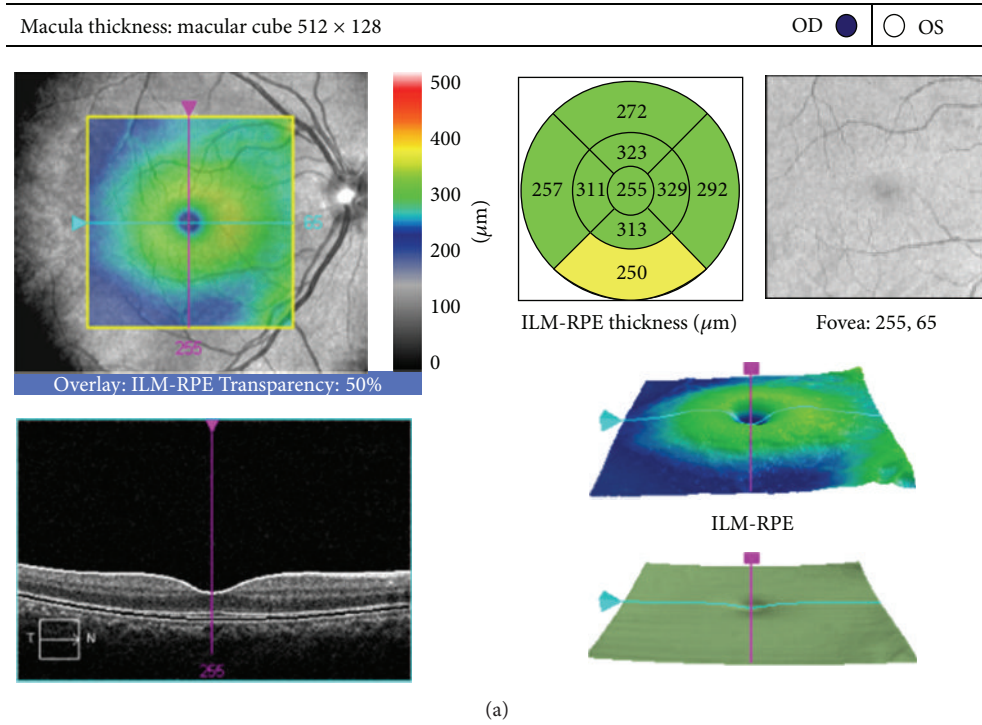 Macula thickness: macular cube 512 × 128
OD
OS
500
400
300
200
100
0
(μm)
255
Overlay: ILM-RPE Transparency: 50%
272
323
257 311 255 329 292
313
250
ILM-RPE thickness (μm)
Fovea: 255, 65
T N
255
ILM-RPE
(a)